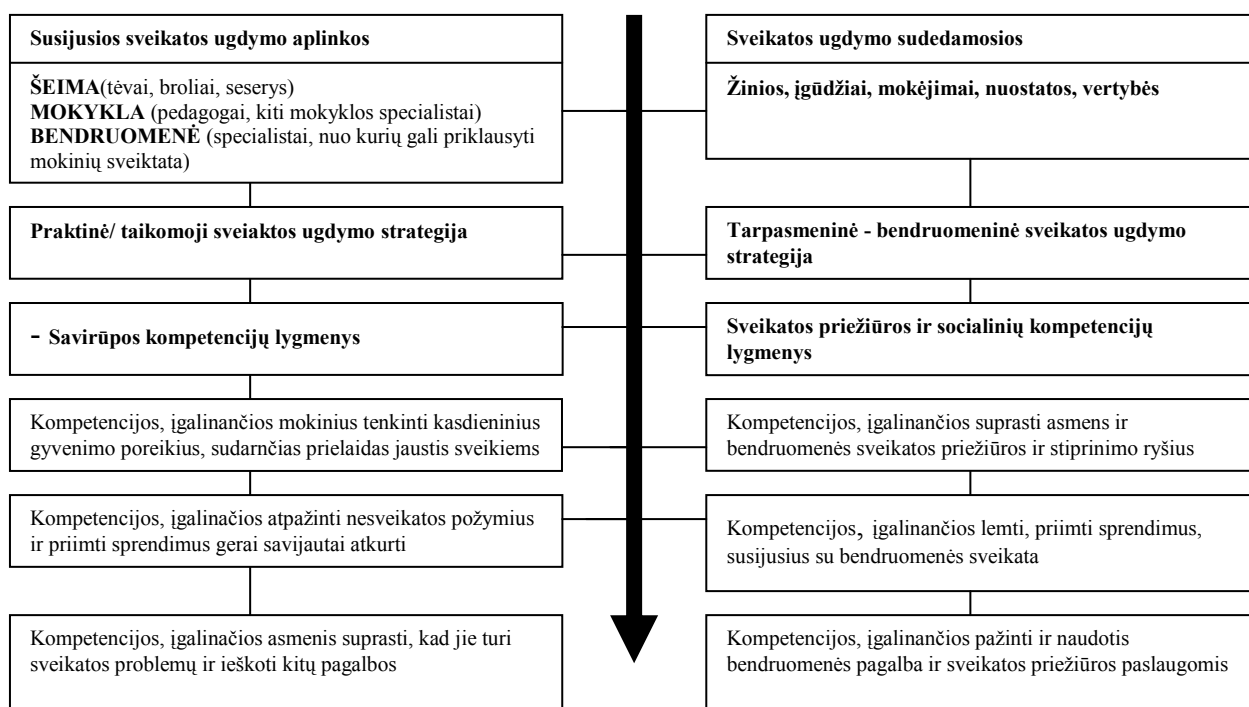 Susijusios sveikatos ugdymo aplinkos
ŠEIMA(tėvai, broliai, seserys)
MOKYKLA (pedagogai, kiti mokyklos specialistai)
BENDRUOMENĖ (specialistai, nuo kurių gali priklausyti
mokinių sveiktata)
Sveikatos ugdymo sudedamosios
Žinios, įgūdžiai, mokėjimai, nuostatos, vertybės
Praktinė/ taikomoji sveiaktos ugdymo strategija
Tarpasmeninė - bendruomeninė sveikatos ugdymo
strategija
- Savirūpos kompetencijų lygmenys
Sveikatos priežiūros ir socialinių kompetencijų
lygmenys
Kompetencijos, įgalinančios mokinius tenkinti kasdieninius
gyvenimo poreikius, sudarnčias prielaidas jaustis sveikiems
Kompetencijos, įgalinančios suprasti asmens ir
bendruomenės sveikatos priežiūros ir stiprinimo ryšius
Kompetencijos, įgalinačios atpažinti nesveikatos požymius
ir priimti sprendimus gerai savijautai atkurti
Kompetencijos, įgalinančios lemti, priimti sprendimus,
susijusius su bendruomenės sveikata
Kompetencijos, įgalinačios asmenis suprasti, kad jie turi
sveikatos problemų ir ieškoti kitų pagalbos
Kompetencijos, įgalinančios pažinti ir naudotis
bendruomenės pagalba ir sveikatos priežiūros paslaugomis